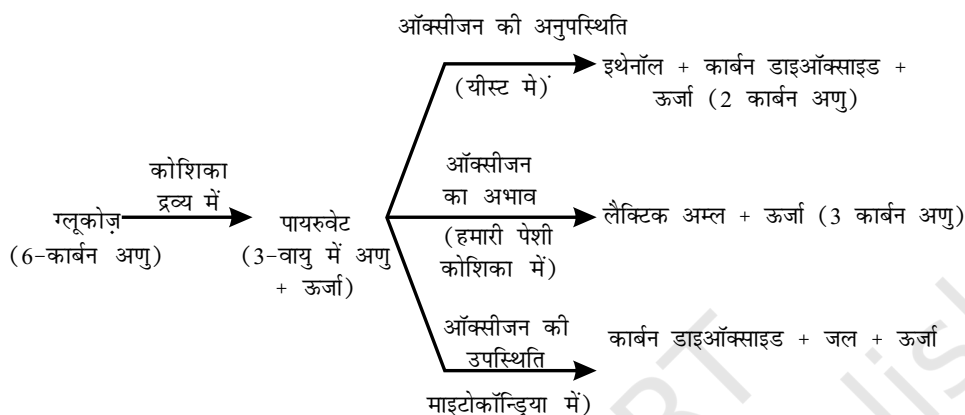 ऑक्सीजन की अनुपस्थिति
(यीस्ट में)
इथेनॉल + कार्बन डाइऑक्साइड +
ऊर्जा (2 कार्बन अणु)
कोशिका
द्रव्य में
ग्लूकोज़
(6-कार्बन अणु)
पायरुवेट
(3-वायु में अणु
+ ऊर्जा)
ऑक्सीजन
का अभाव
(हमारी पेशी
कोशिका में)
लैक्टिक अम्ल + ऊर्जा (3 कार्बन अणु)
ऑक्सीजन की
उपस्थिति
माइटोकॉन्ड्रिया में)
कार्बन डाइऑक्साइड + जल + ऊर्जा